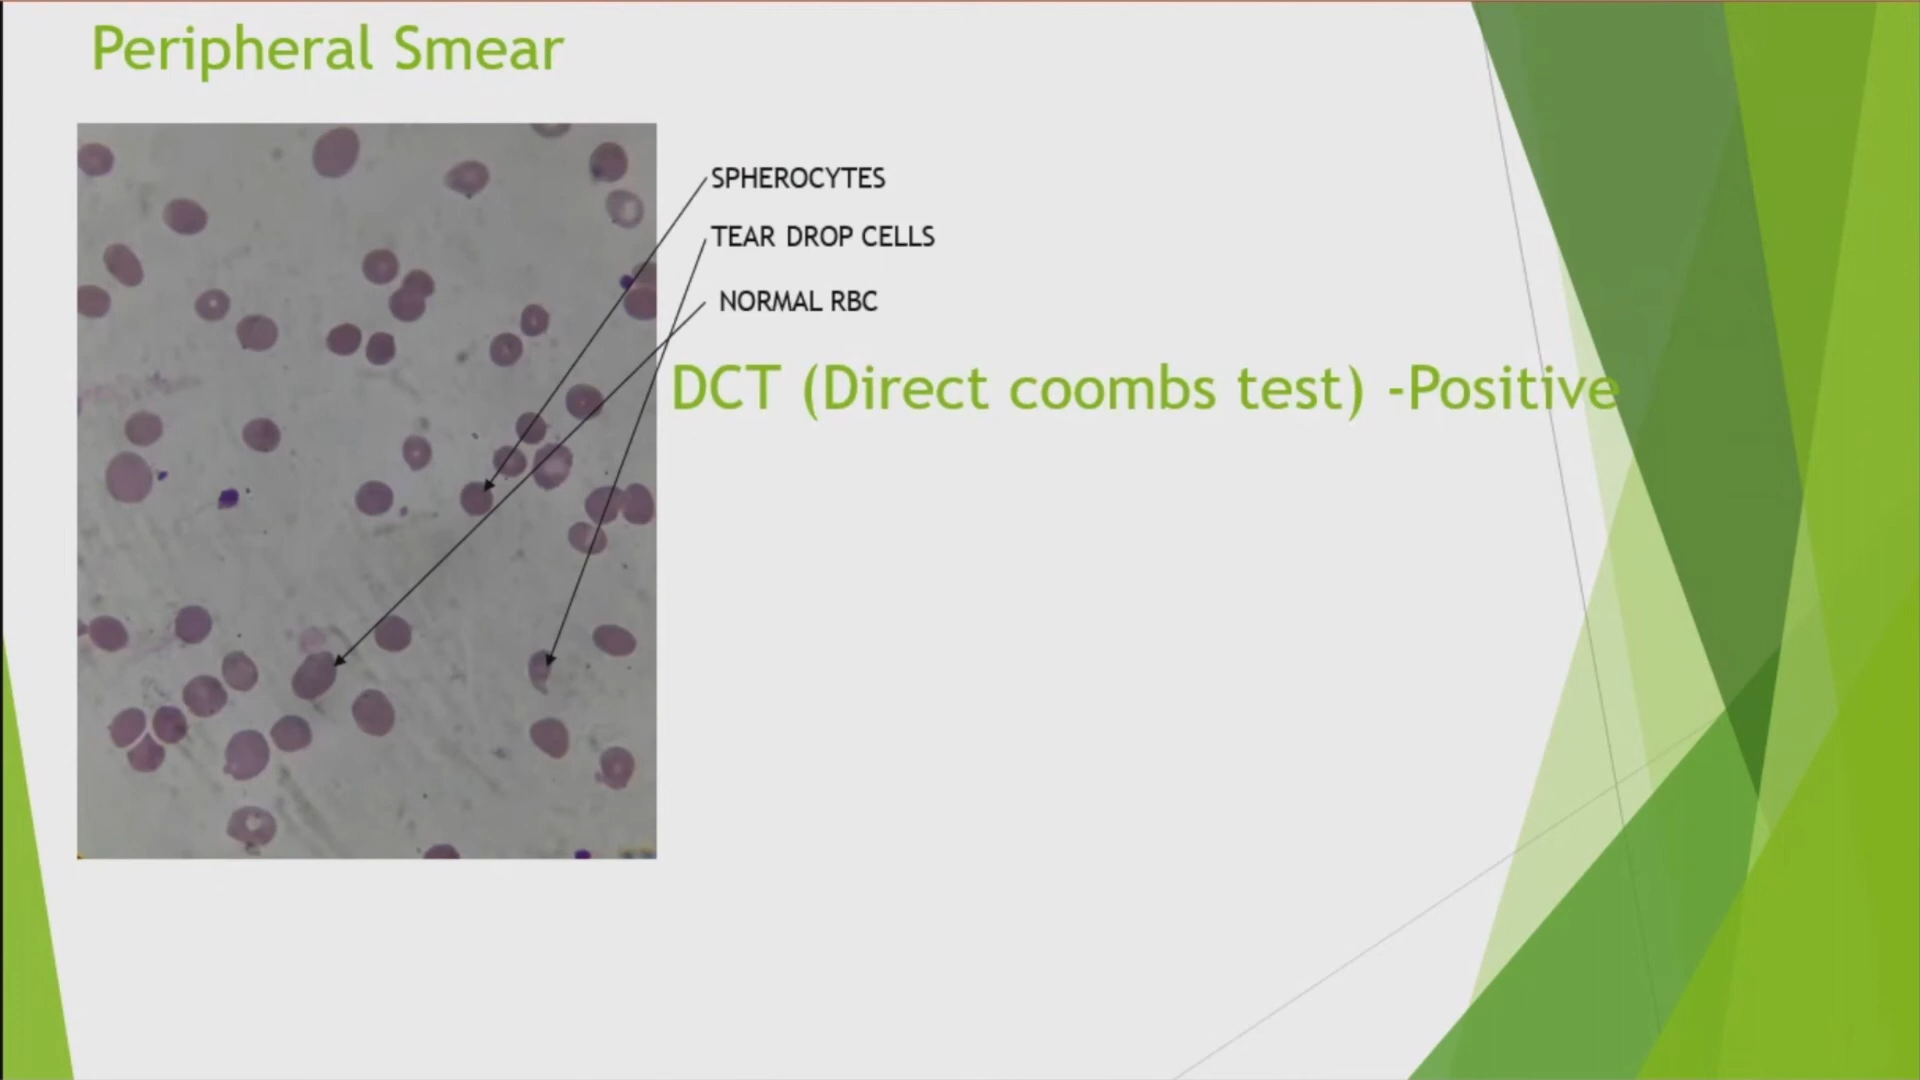 Peripheral Smear
SPHEROCYTES
TEAR DROP CELLS
NORMAL RBC
DCT (Direct coombs test) -Positive